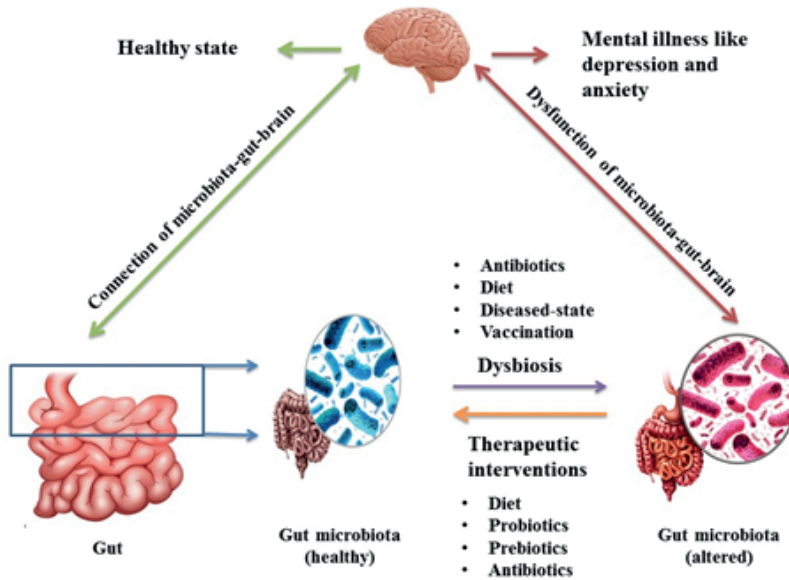 Healthy state
Mental illness like
depression and
anxiety
Connection of microbiota-gut-brain
Dysfunction of microbiota-gut-brain
• Antibiotics
• Diet
• Diseased-state
• Vaccination
Dysbiosis
Therapeutic
interventions
• Diet
• Probiotics
• Prebiotics
• Antibiotics
Gut
Gut microbiota
(healthy)
Gut microbiota
(altered)